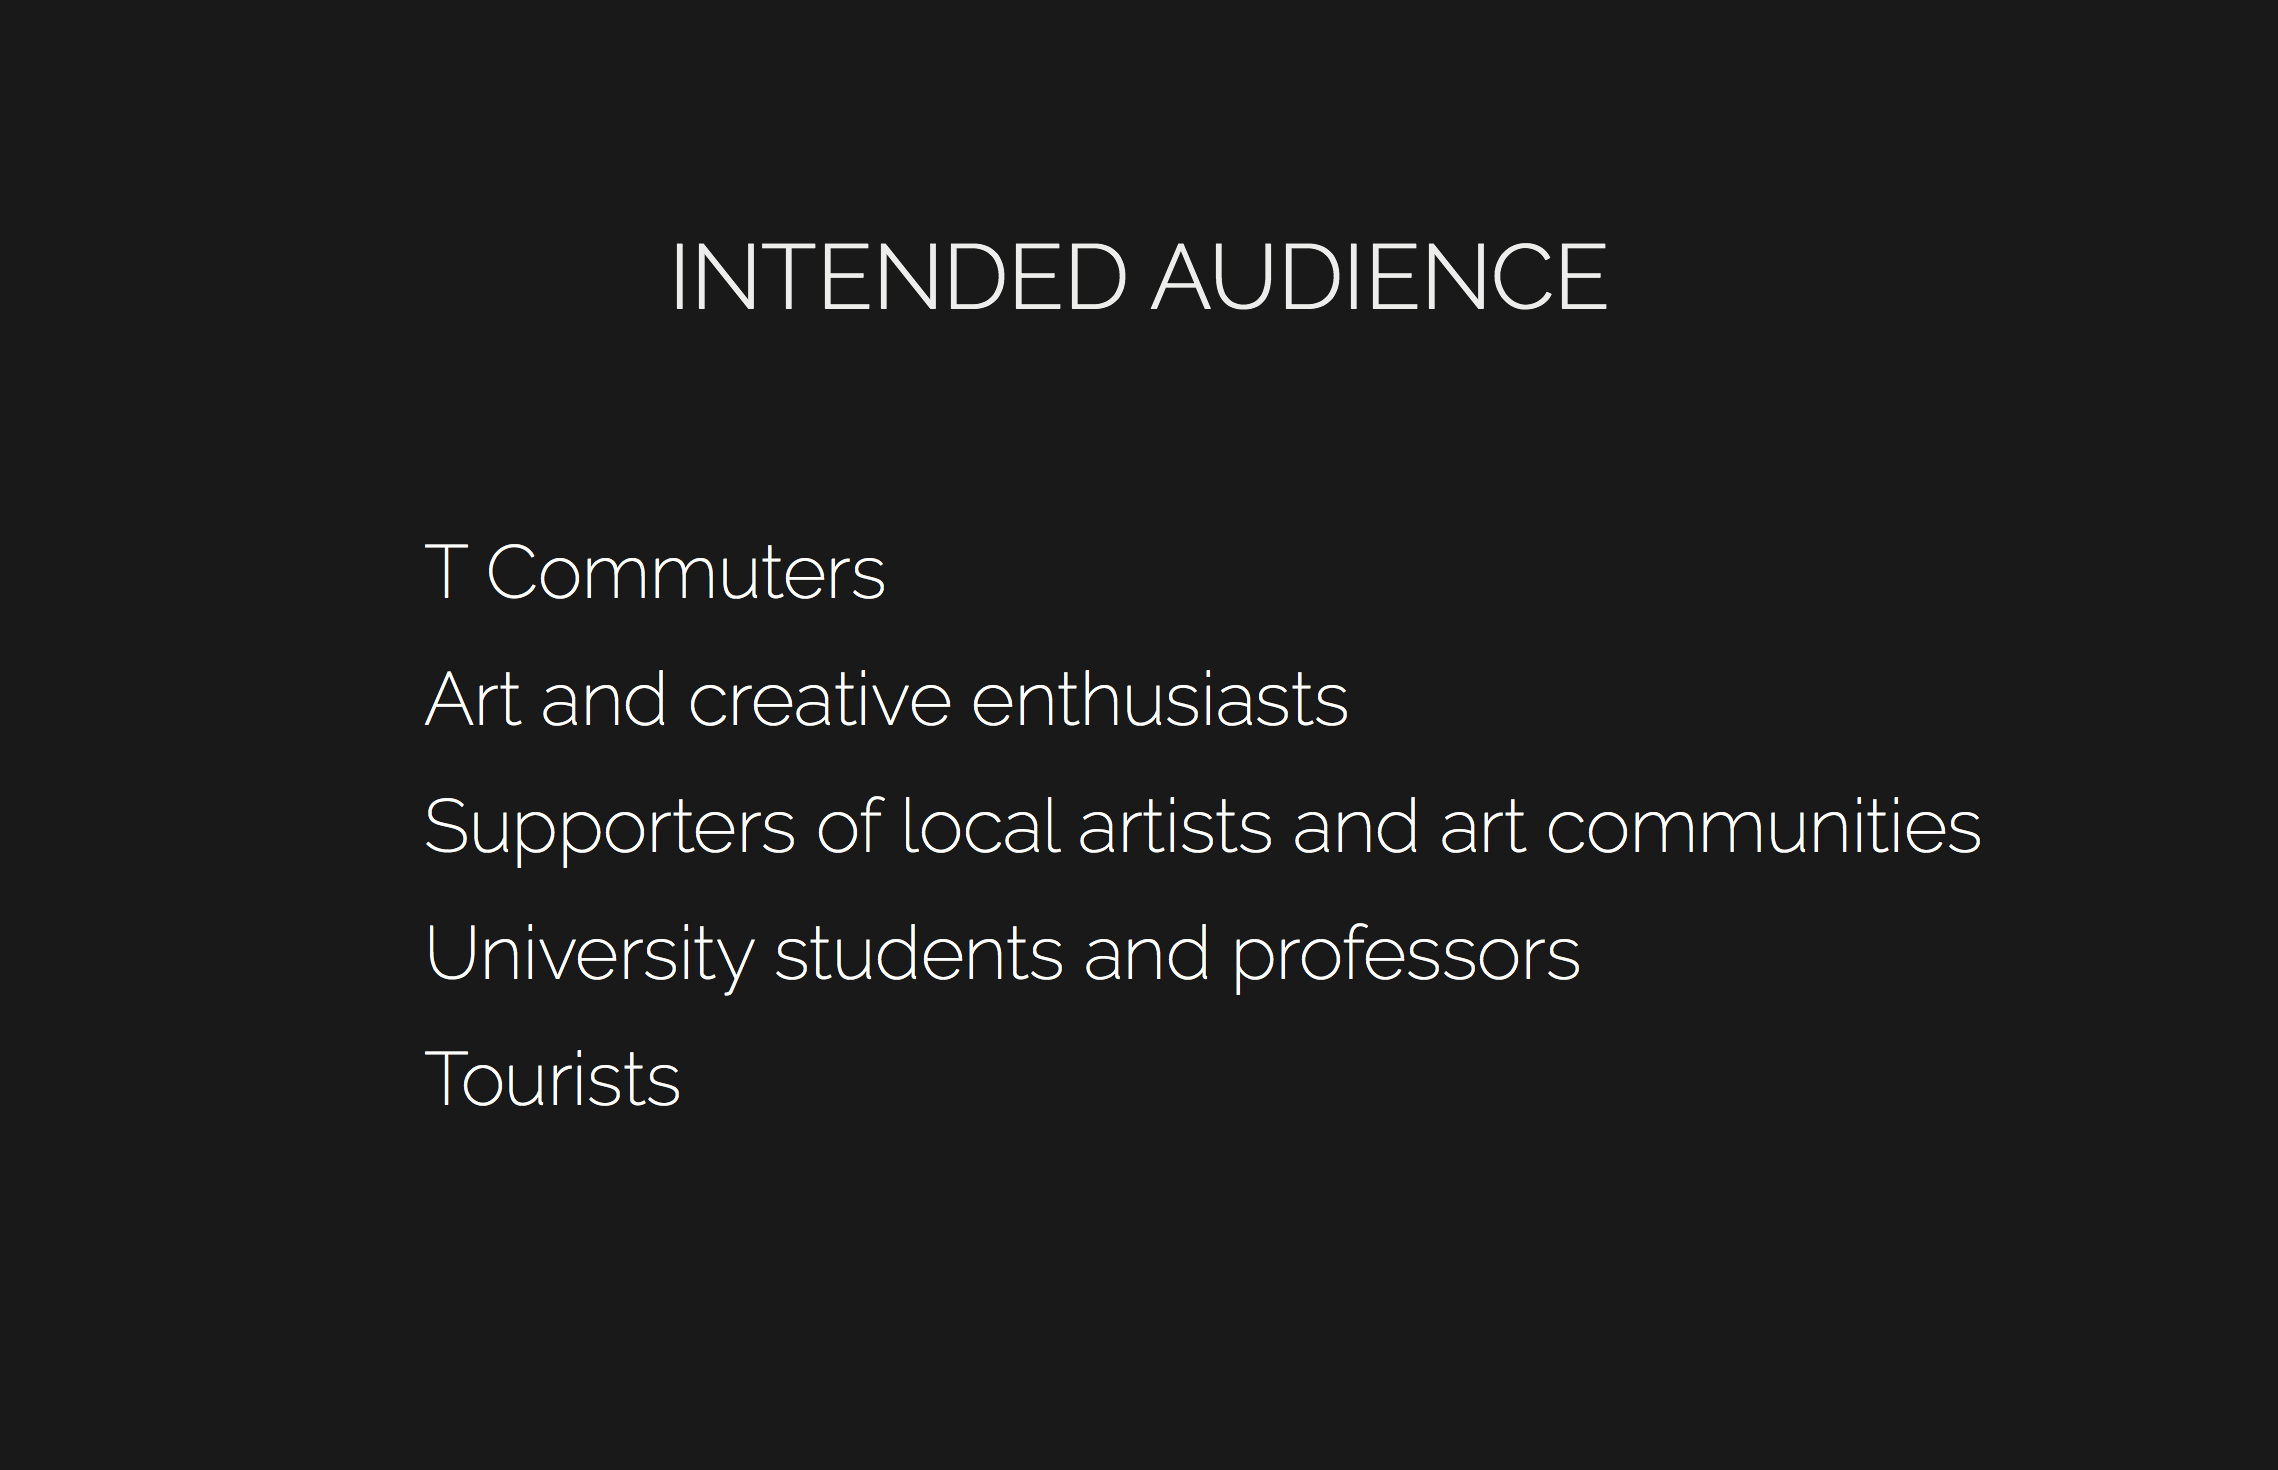 INTENDED AUDIENCE
T Commuters
Art and creative enthusiasts
Supporters of local artists and art communities
University students and professors
Tourists